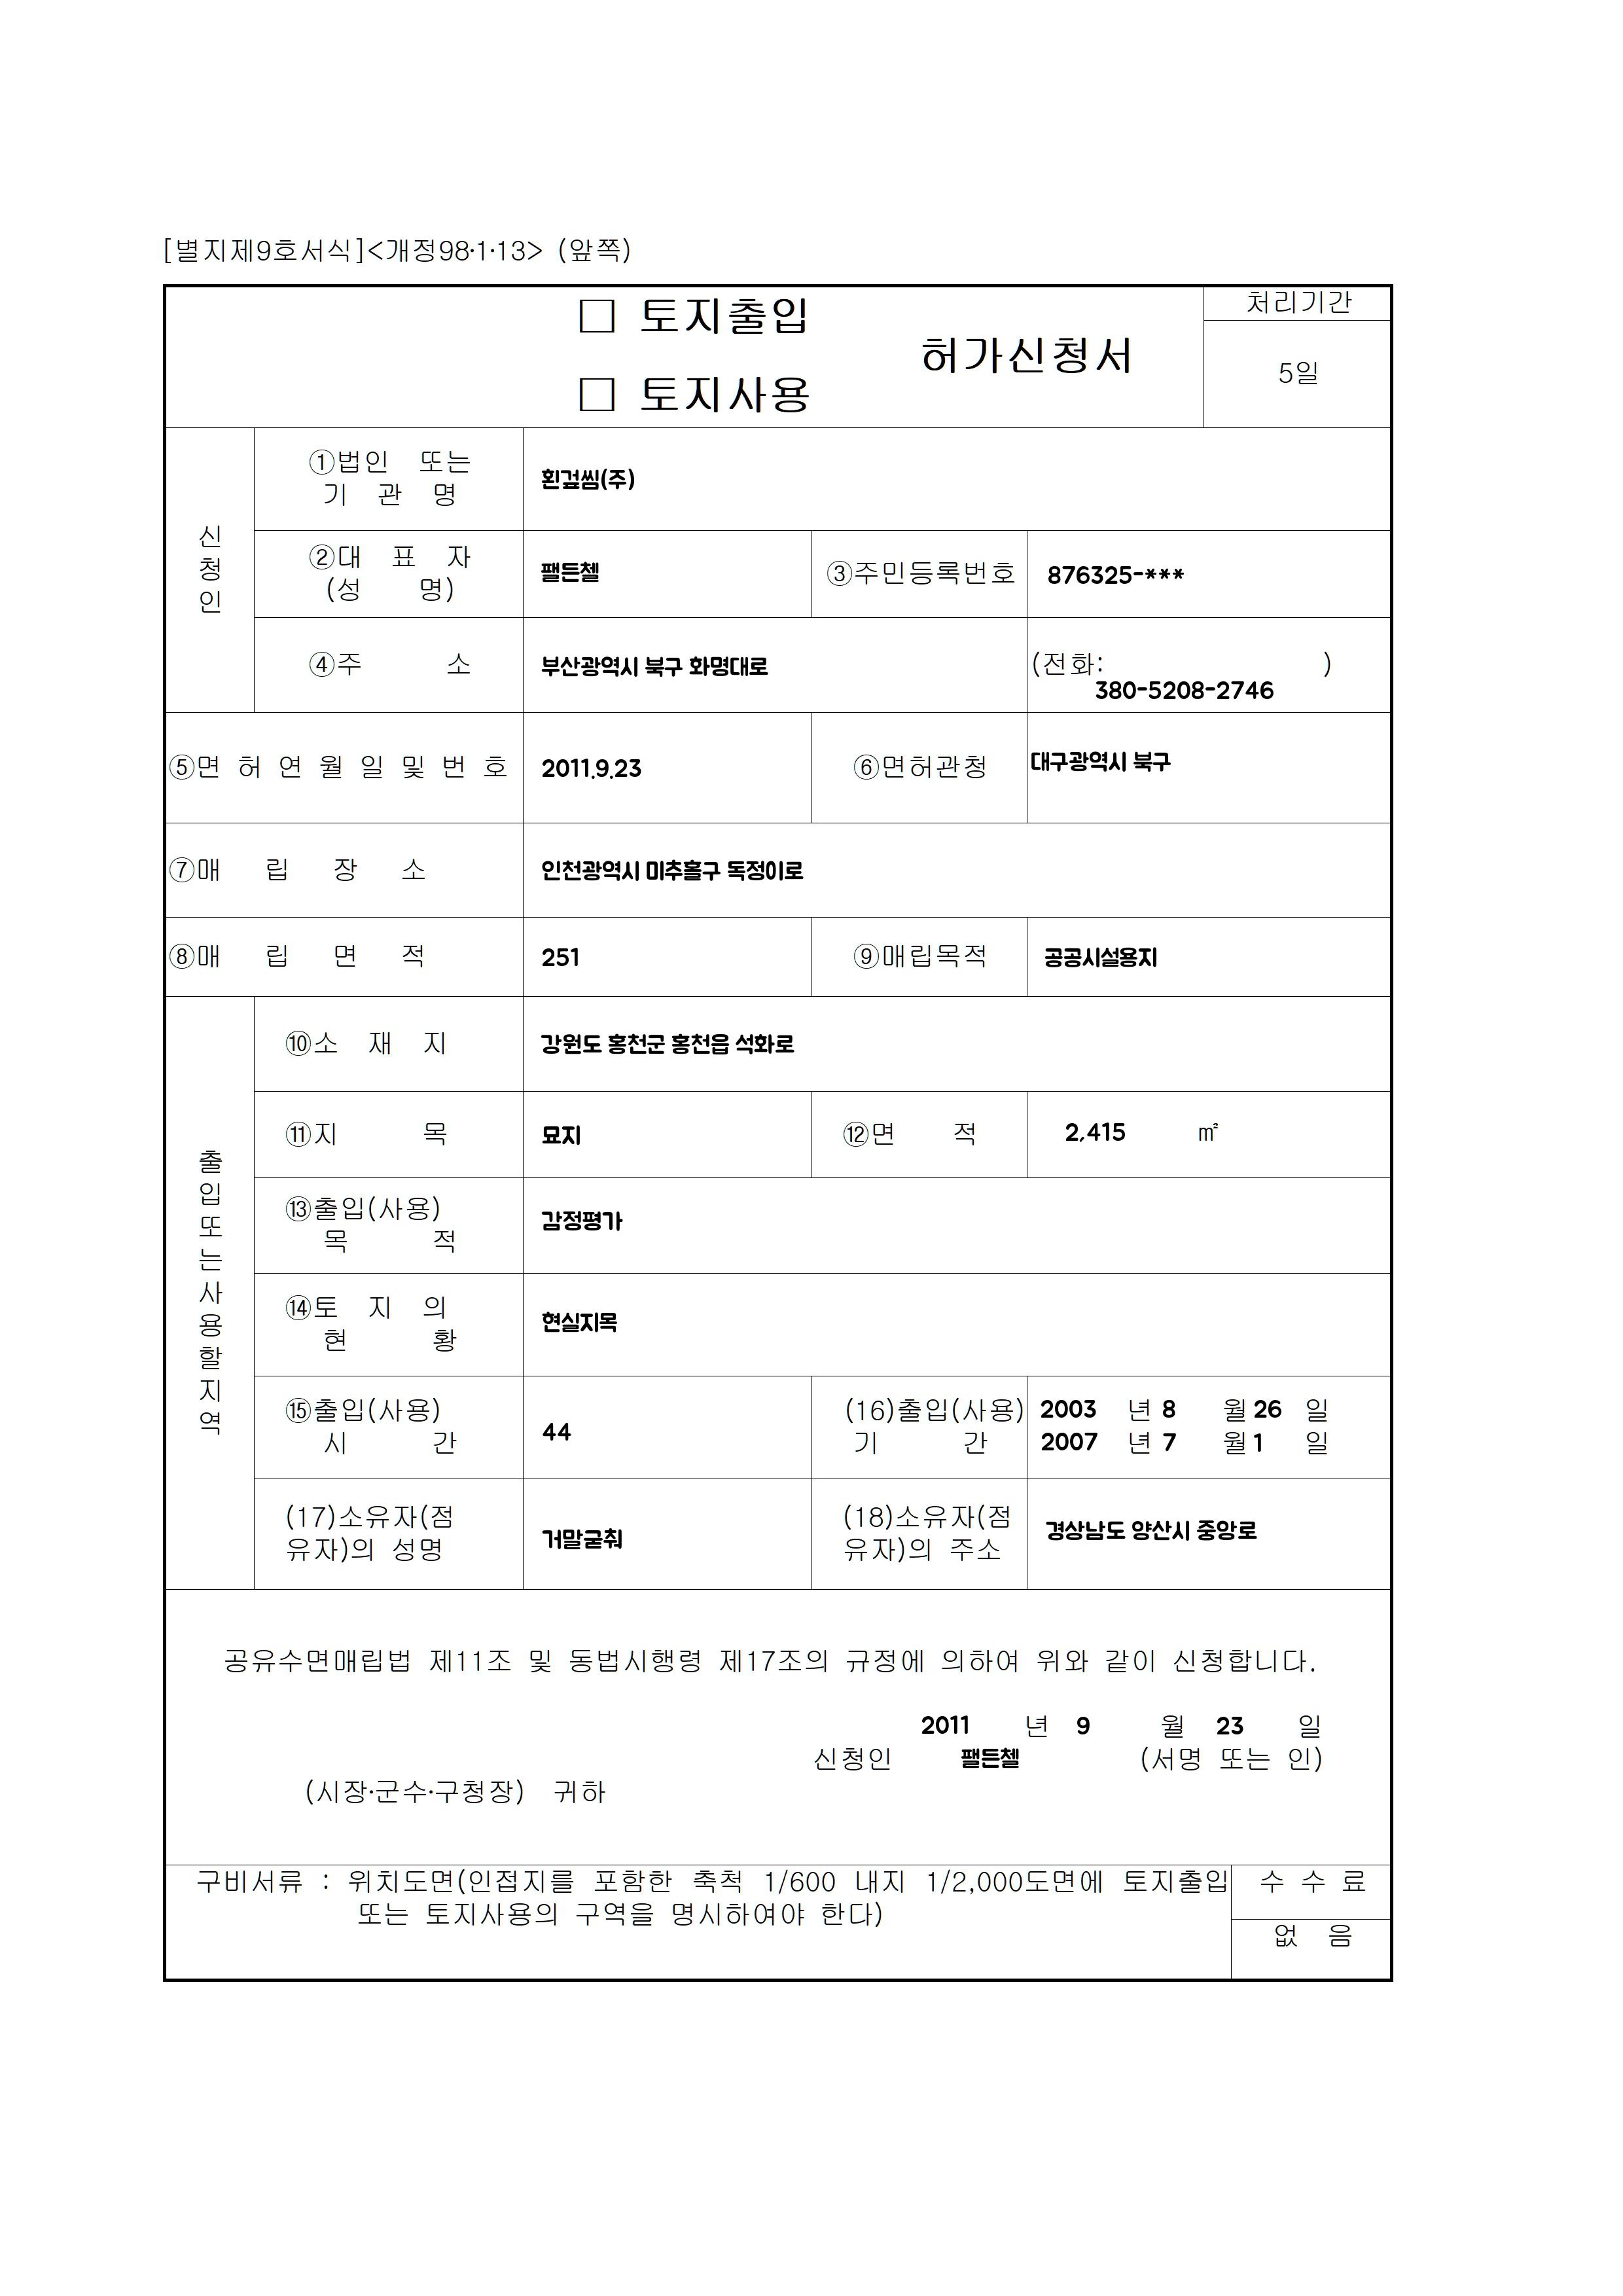 [별지제9호서식]<개정98·1·13> (앞쪽)
□ 토지출입
□ 토지사용
허가신청서
처리기간
5일
신청인
①법인 또는
기 관 명
횐겊씸(주)
②대 표 자
(성 명)
팰든첼
③주민등록번호
876325-***
④주 소
부산광역시 북구 화명대로
(전화: )
380-5208-2746
⑤면 허 연 월 일 및 번 호
2011.9.23
⑥면허관청
대구광역시 북구
⑦매 립 장 소
인천광역시 미추홀구 독정이로
⑧매 립 면 적
251
⑨매립목적
공공시설용지
출입또는사용할지역
⑩소 재 지
강원도 홍천군 홍천읍 석화로
⑪지 목
묘지
⑫면 적
2,415 ㎡
⑬출입(사용)
목 적
감정평가
⑭토 지 의
현 황
현실지목
⑮출입(사용)
시 간
44
(16)출입(사용)
기 간
2003 년 8 월 26 일
2007 년 7 월 1 일
(17)소유자(점
유자)의 성명
거말굳춰
(18)소유자(점
유자)의 주소
경상남도 양산시 중앙로
공유수면매립법 제11조 및 동법시행령 제17조의 규정에 의하여 위와 같이 신청합니다.
2011 년 9 월 23 일
신청인 팰든첼 (서명 또는 인)
(시장·군수·구청장) 귀하
구비서류 : 위치도면(인접지를 포함한 축척 1/600 내지 1/2,000도면에 토지출입
또는 토지사용의 구역을 명시하여야 한다)
수 수 료
없 음